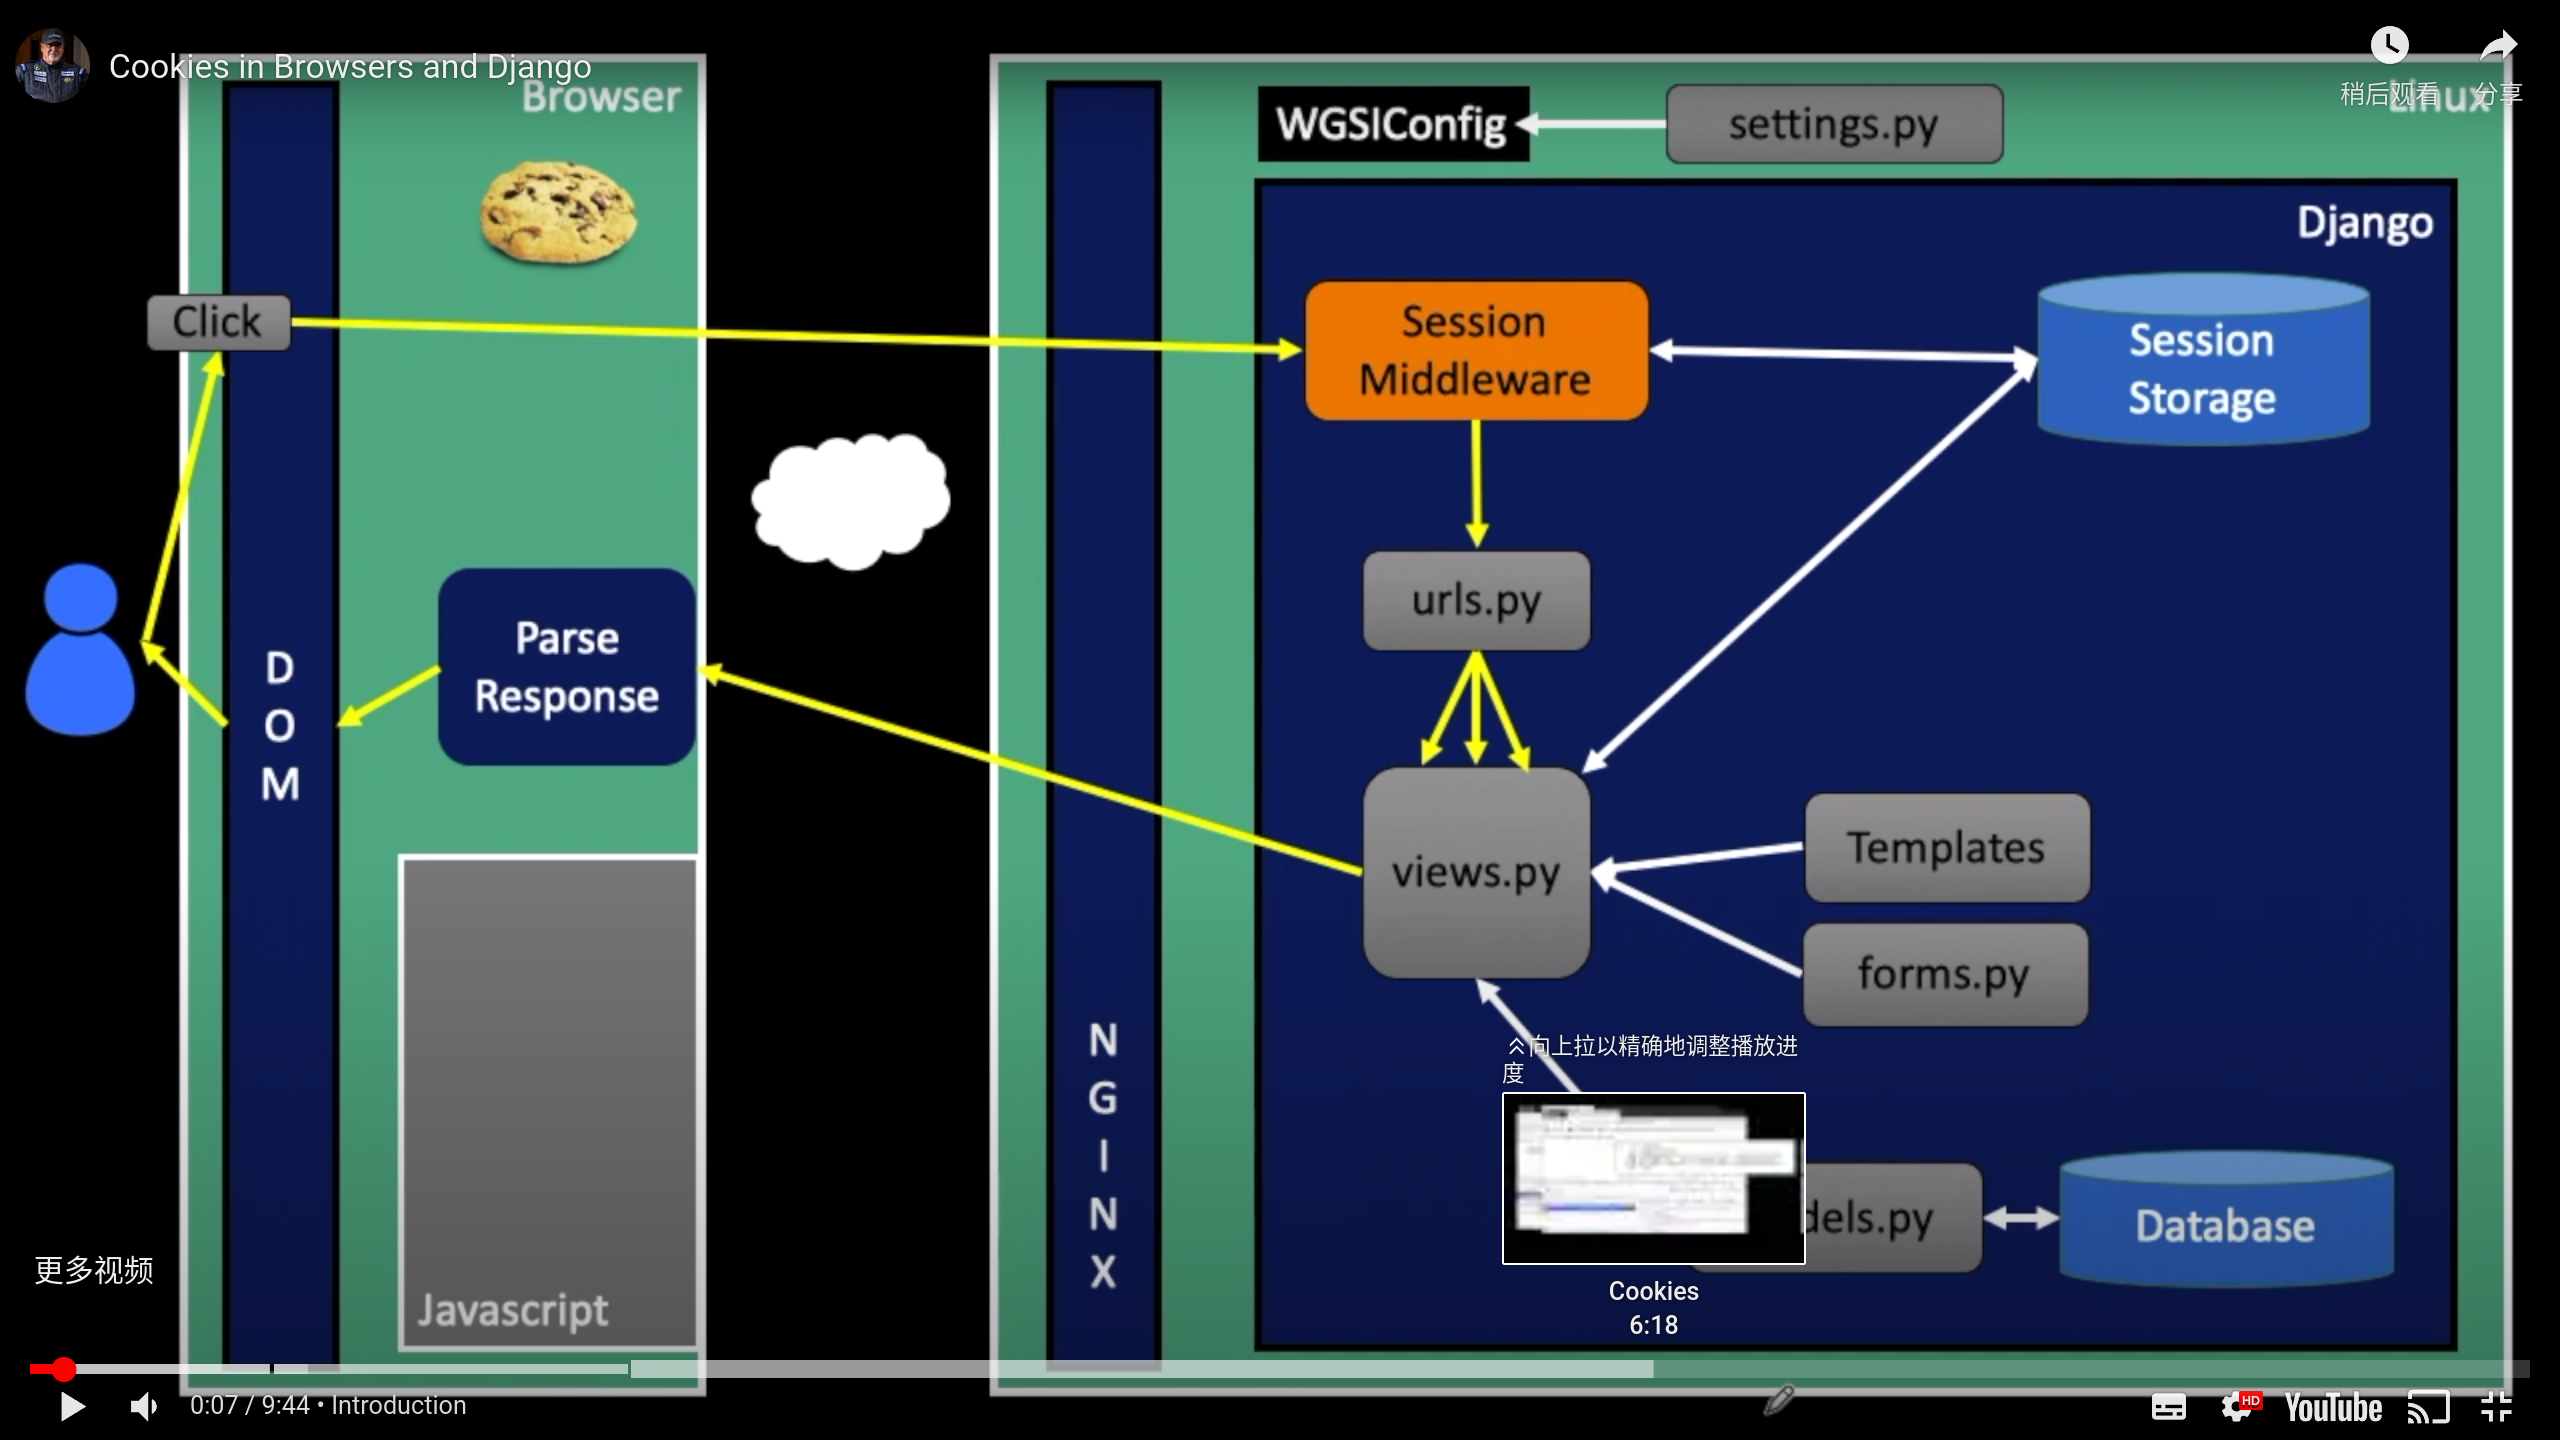 Cookies in Browsers and Django
稍后观看
分享
Browser
Linux
WGSIConfig
settings.py
Django
Click
Session
Middleware
Session
Storage
urls.py
Parse
Response
D
O
M
views.py
Templates
forms.py
N
G
I
N
X
向上拉以精确地调整播放进
度
dels.py
Database
更多视频
Javascript
Cookies
6:18
0:07 / 9:44 • Introduction
HD
YouTube